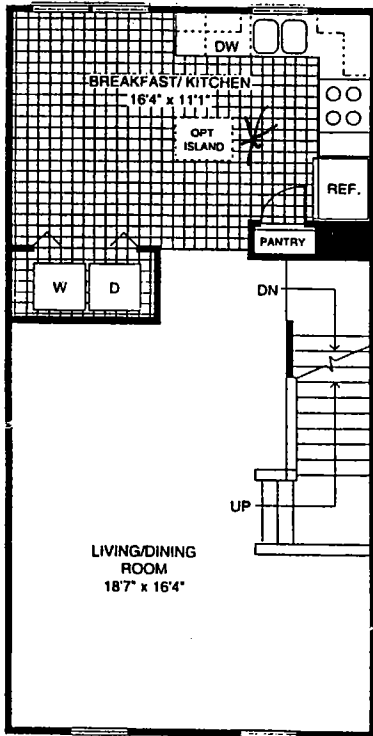 DW
BREAKFAST/ KITCHEN
16'4" x 11'1"
OPT
ISLAND
REF.
PANTRY
W
D
DN
UP
LIVING/DINING
ROOM
18'7" x 16'4"